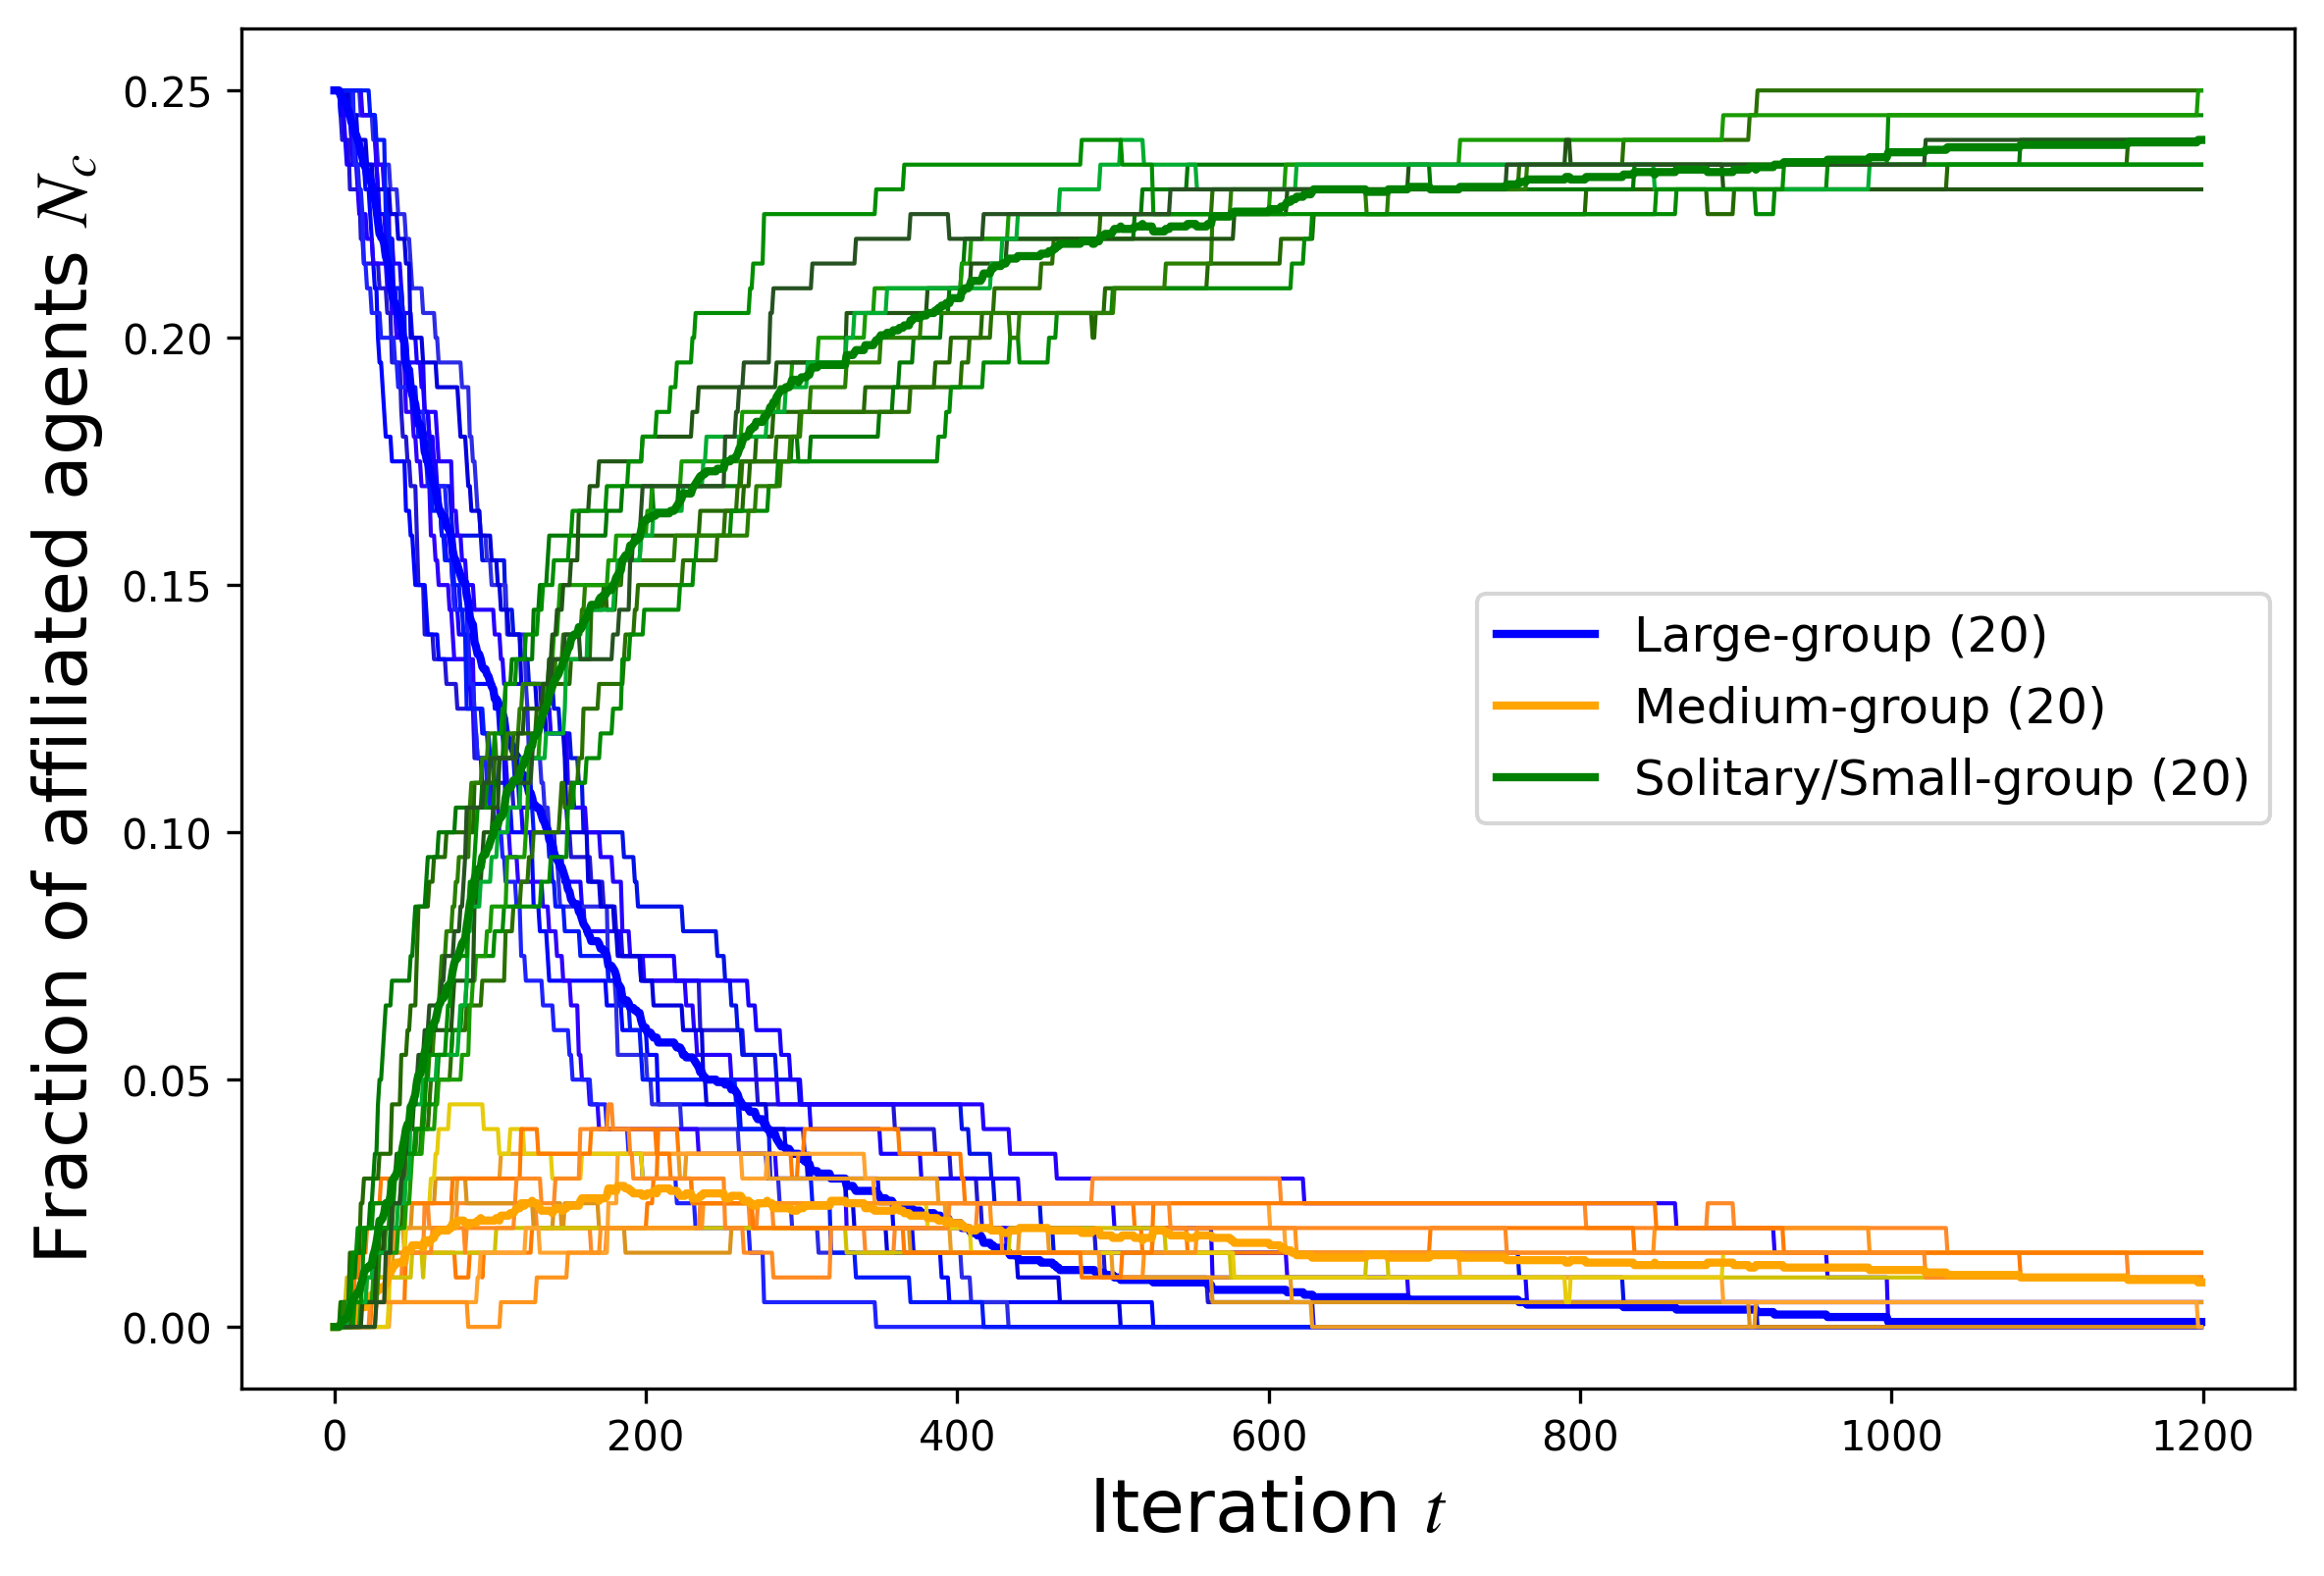 Fraction of affiliated agents N_c
0.25
0.20
0.15
0.10
0.05
0.00
Large-group (20)
Medium-group (20)
Solitary/Small-group (20)
0 200 400 600 800 1000 1200
Iteration t